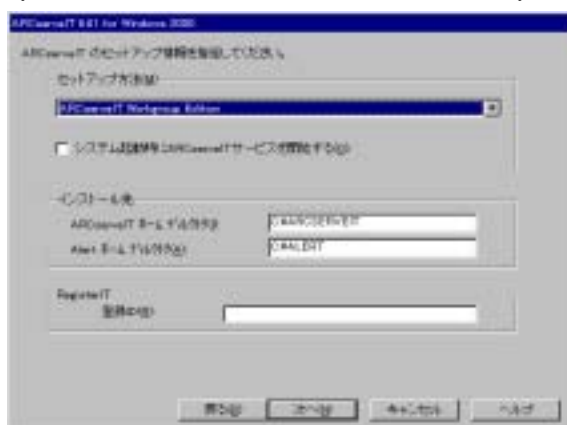 ARCserveIT 6.61 for Windows 2000
ARCserveIT のセットアップ情報を指定してください。
セットアップ方法(M)
ARCserveIT Workgroup Edition
システム起動時にARCserveITサービスを開始する(S)
インストール先
ARCserveIT ホーム ディレクトリ
C:¥ARCSERVEIT
Alert ホーム ディレクトリ(A)
C:¥ALERT
RegisterIT
登録ID(R)
戻る(B)
次へ(N)
キャンセル
ヘルプ